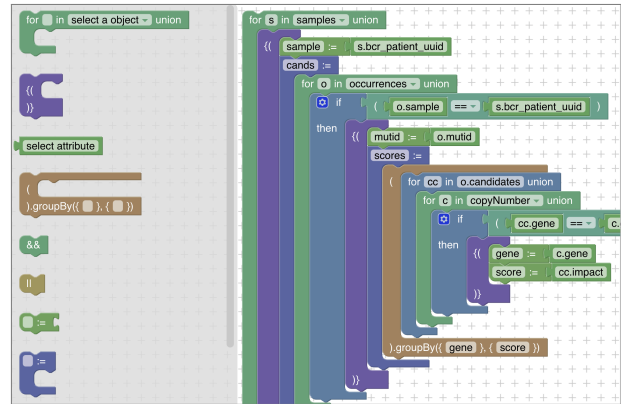 for in select a object union
{(
)}
select attribute
(
).groupBy({ }, { })
&&
||
:=
:=
for s in samples union
{( sample := s.bcr_patient_uuid
cands :=
for o in occurrences union
if ( o.sample == s.bcr_patient_uuid )
then {( mutid := o.mutid
scores :=
( for cc in o.candidates union
for c in copyNumber union
if ( cc.gene == c.
then {( gene := c.gene
score := cc.impact
)}
).groupBy({ gene }, { score })
)}